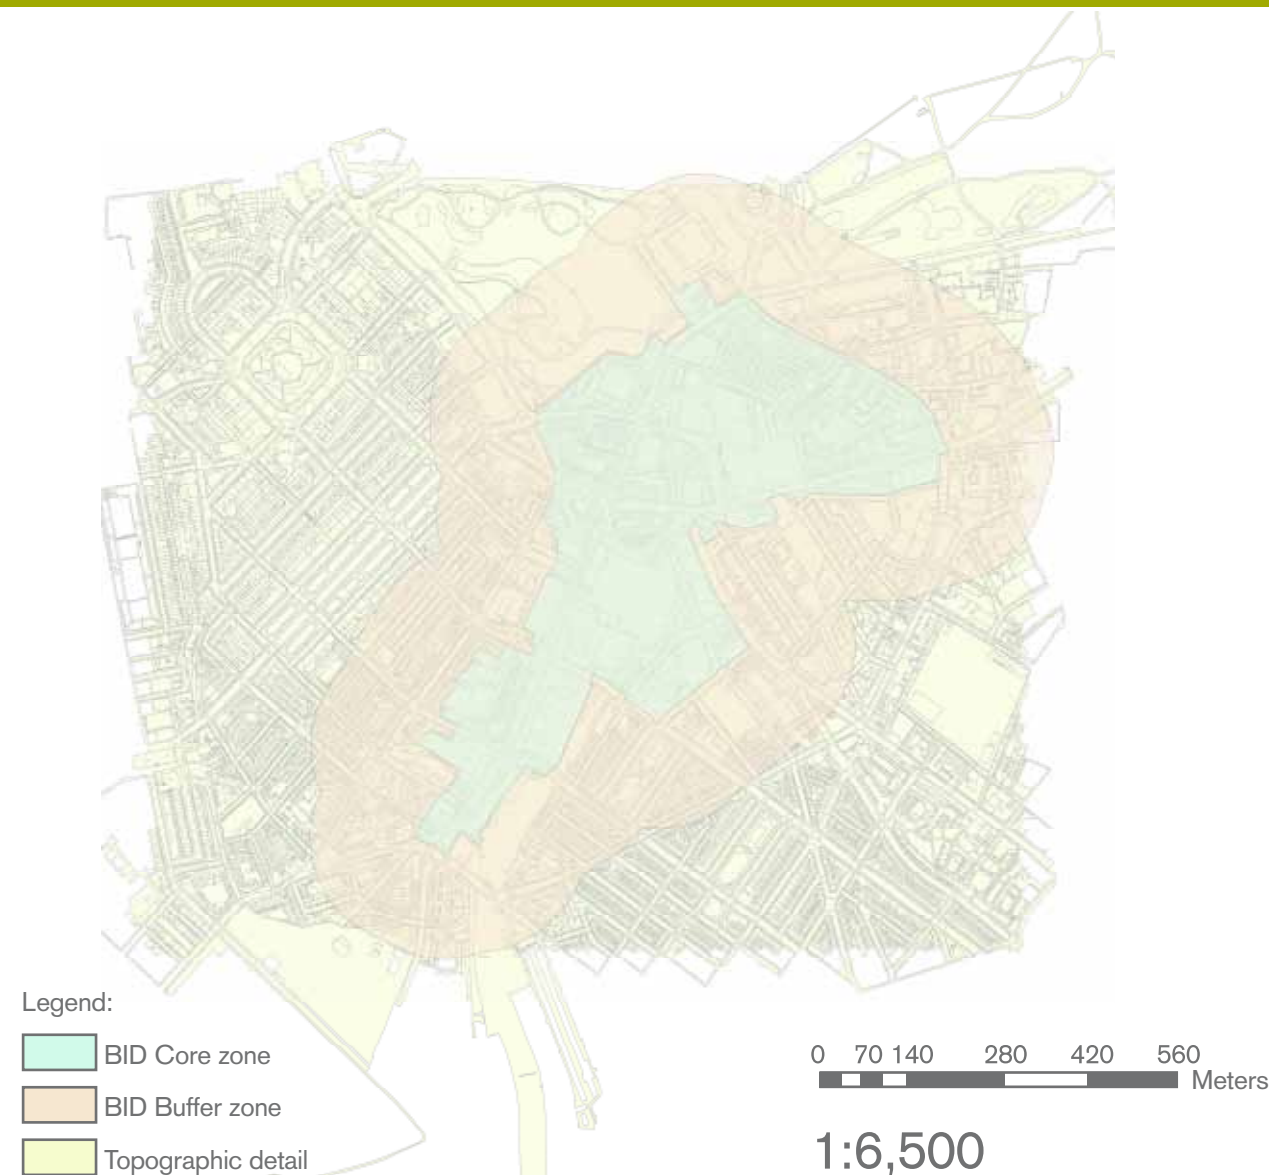 Legend:
BID Core zone
BID Buffer zone
Topographic detail
0 70 140 280 420 560
Meters
1:6,500